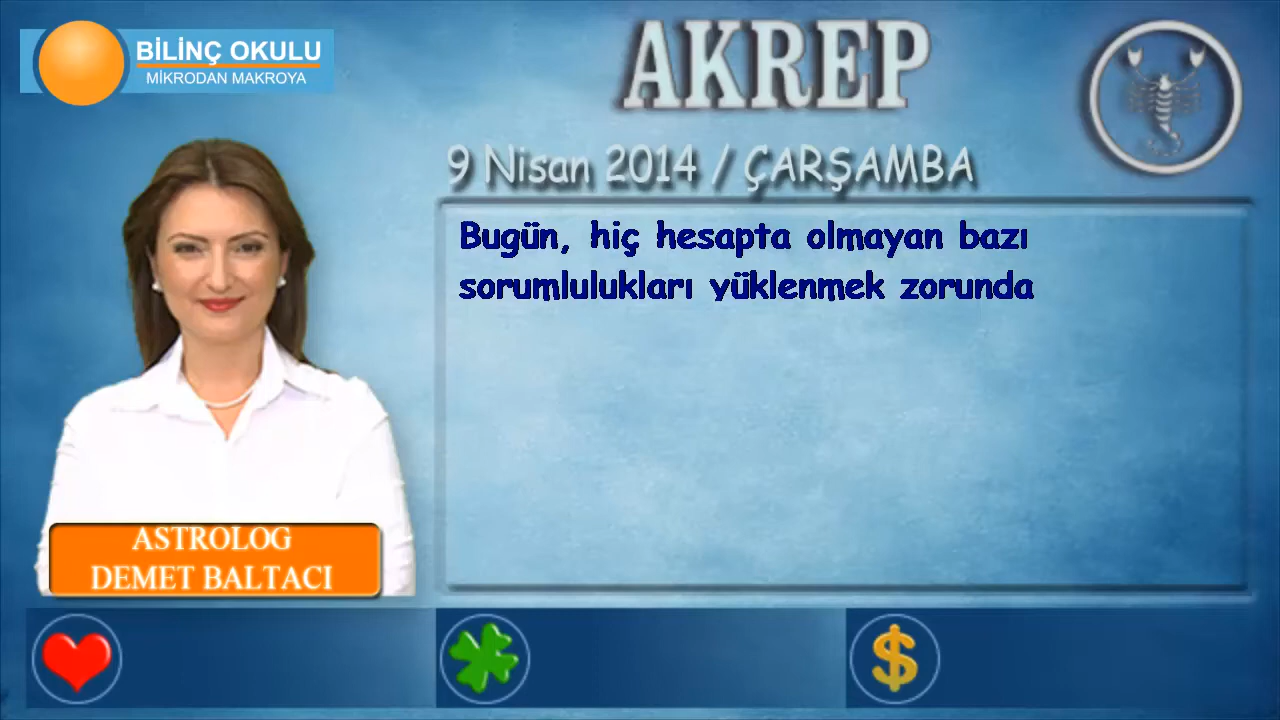 BİLİNÇ OKULU
MİKRODAN MAKROYA
AKREP
9 Nisan 2014 / ÇARŞAMBA
Bugün, hiç hesapta olmayan bazı
sorumlulukları yüklenmek zorunda
ASTROLOG
DEMET BALTACI